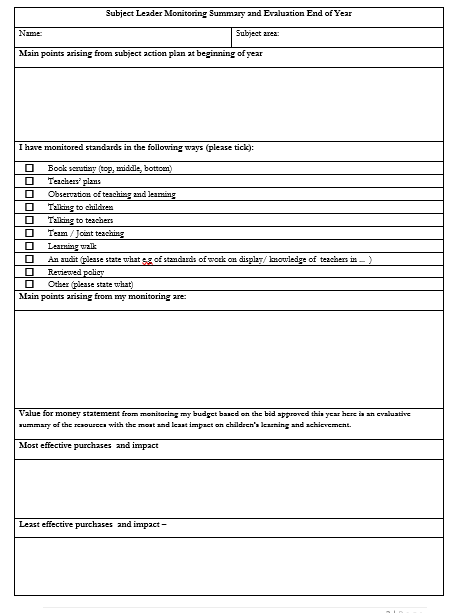 Subject Leader Monitoring Summary and Evaluation End of Year
Name:
Subject area:
Main points arising from subject action plan at beginning of year
I have monitored standards in the following ways (please tick):
Book scrutiny (top, middle, bottom)
Teachers' plans
Observation of teaching and learning
Talking to children
Talking to teachers
Team / Joint teaching
Learning walk
An audit (please state what e.g of standards of work on display/ knowledge of teachers in ... )
Reviewed policy
Other (please state what)
Main points arising from my monitoring are:
Value for money statement from monitoring my budget based on the bid approved this year here is an evaluative
summary of the resources with the most and least impact on children's learning and achievement.
Most effective purchases and impact
Least effective purchases and impact –